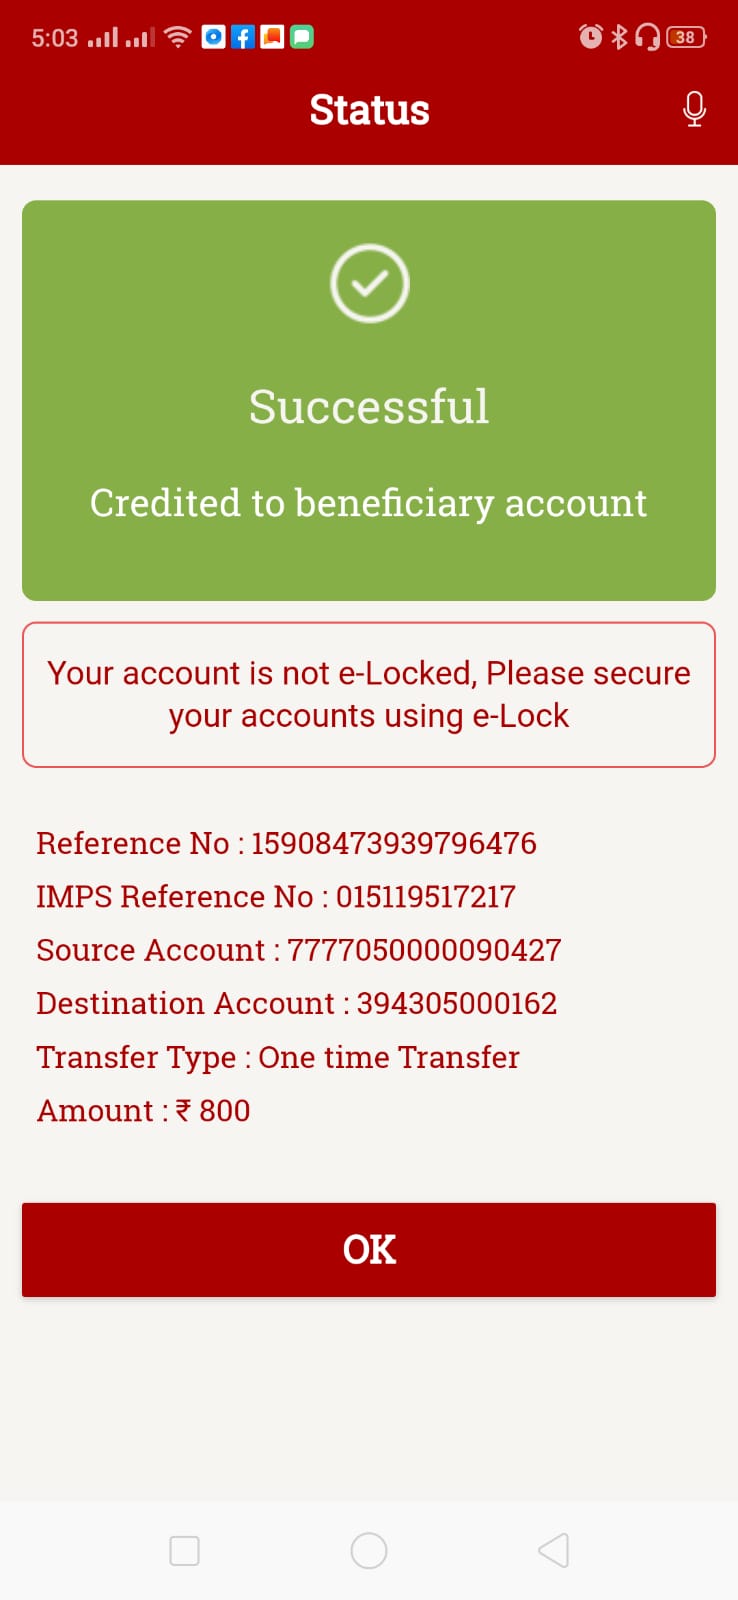 5:03
38
Status
Successful
Credited to beneficiary account
Your account is not e-Locked, Please secure
your accounts using e-Lock
Reference No : 15908473939796476
IMPS Reference No : 015119517217
Source Account : 7777050000090427
Destination Account : 394305000162
Transfer Type : One time Transfer
Amount : ₹ 800
OK